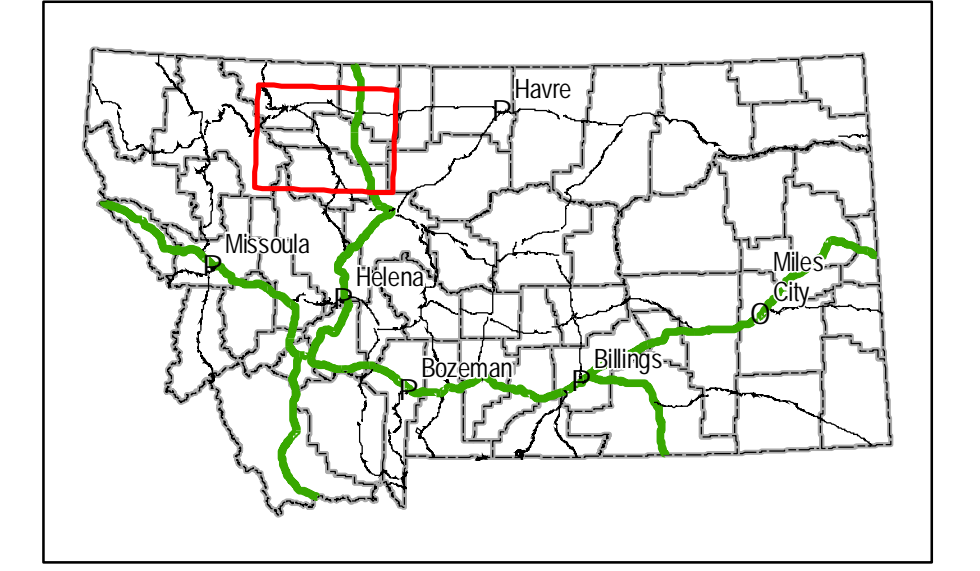 Havre
P
Missoula
P
Helena
P
Miles
City
O
Billings
P
Bozeman
P